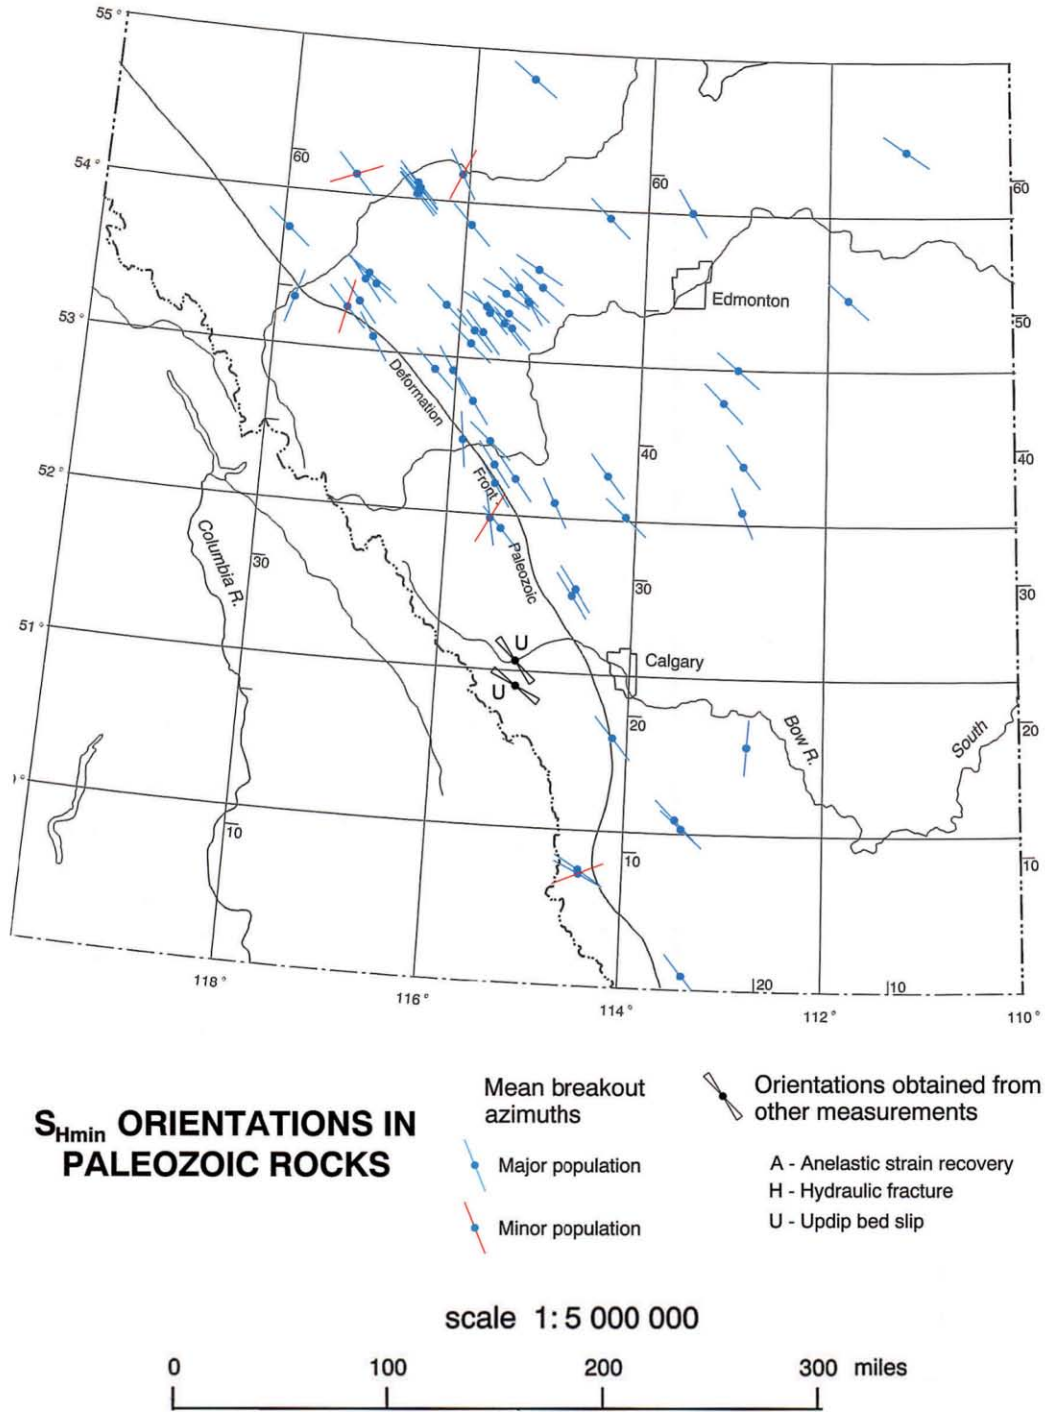 55°
54°
60
60
60
Edmonton
53°
50
Deformation
52°
40
40
Front
Columbia R.
30
Paleozoic
30
30
51°
U
Calgary
U
20
Bow R.
South
20
°
10
10
10
118°
116°
20
10
114°
112°
110°
S_Hmin ORIENTATIONS IN
PALEOZOIC ROCKS
Mean breakout
azimuths
Major population
Minor population
Orientations obtained from
other measurements
A - Anelastic strain recovery
H - Hydraulic fracture
U - Updip bed slip
scale 1:5 000 000
0 100 200 300 miles